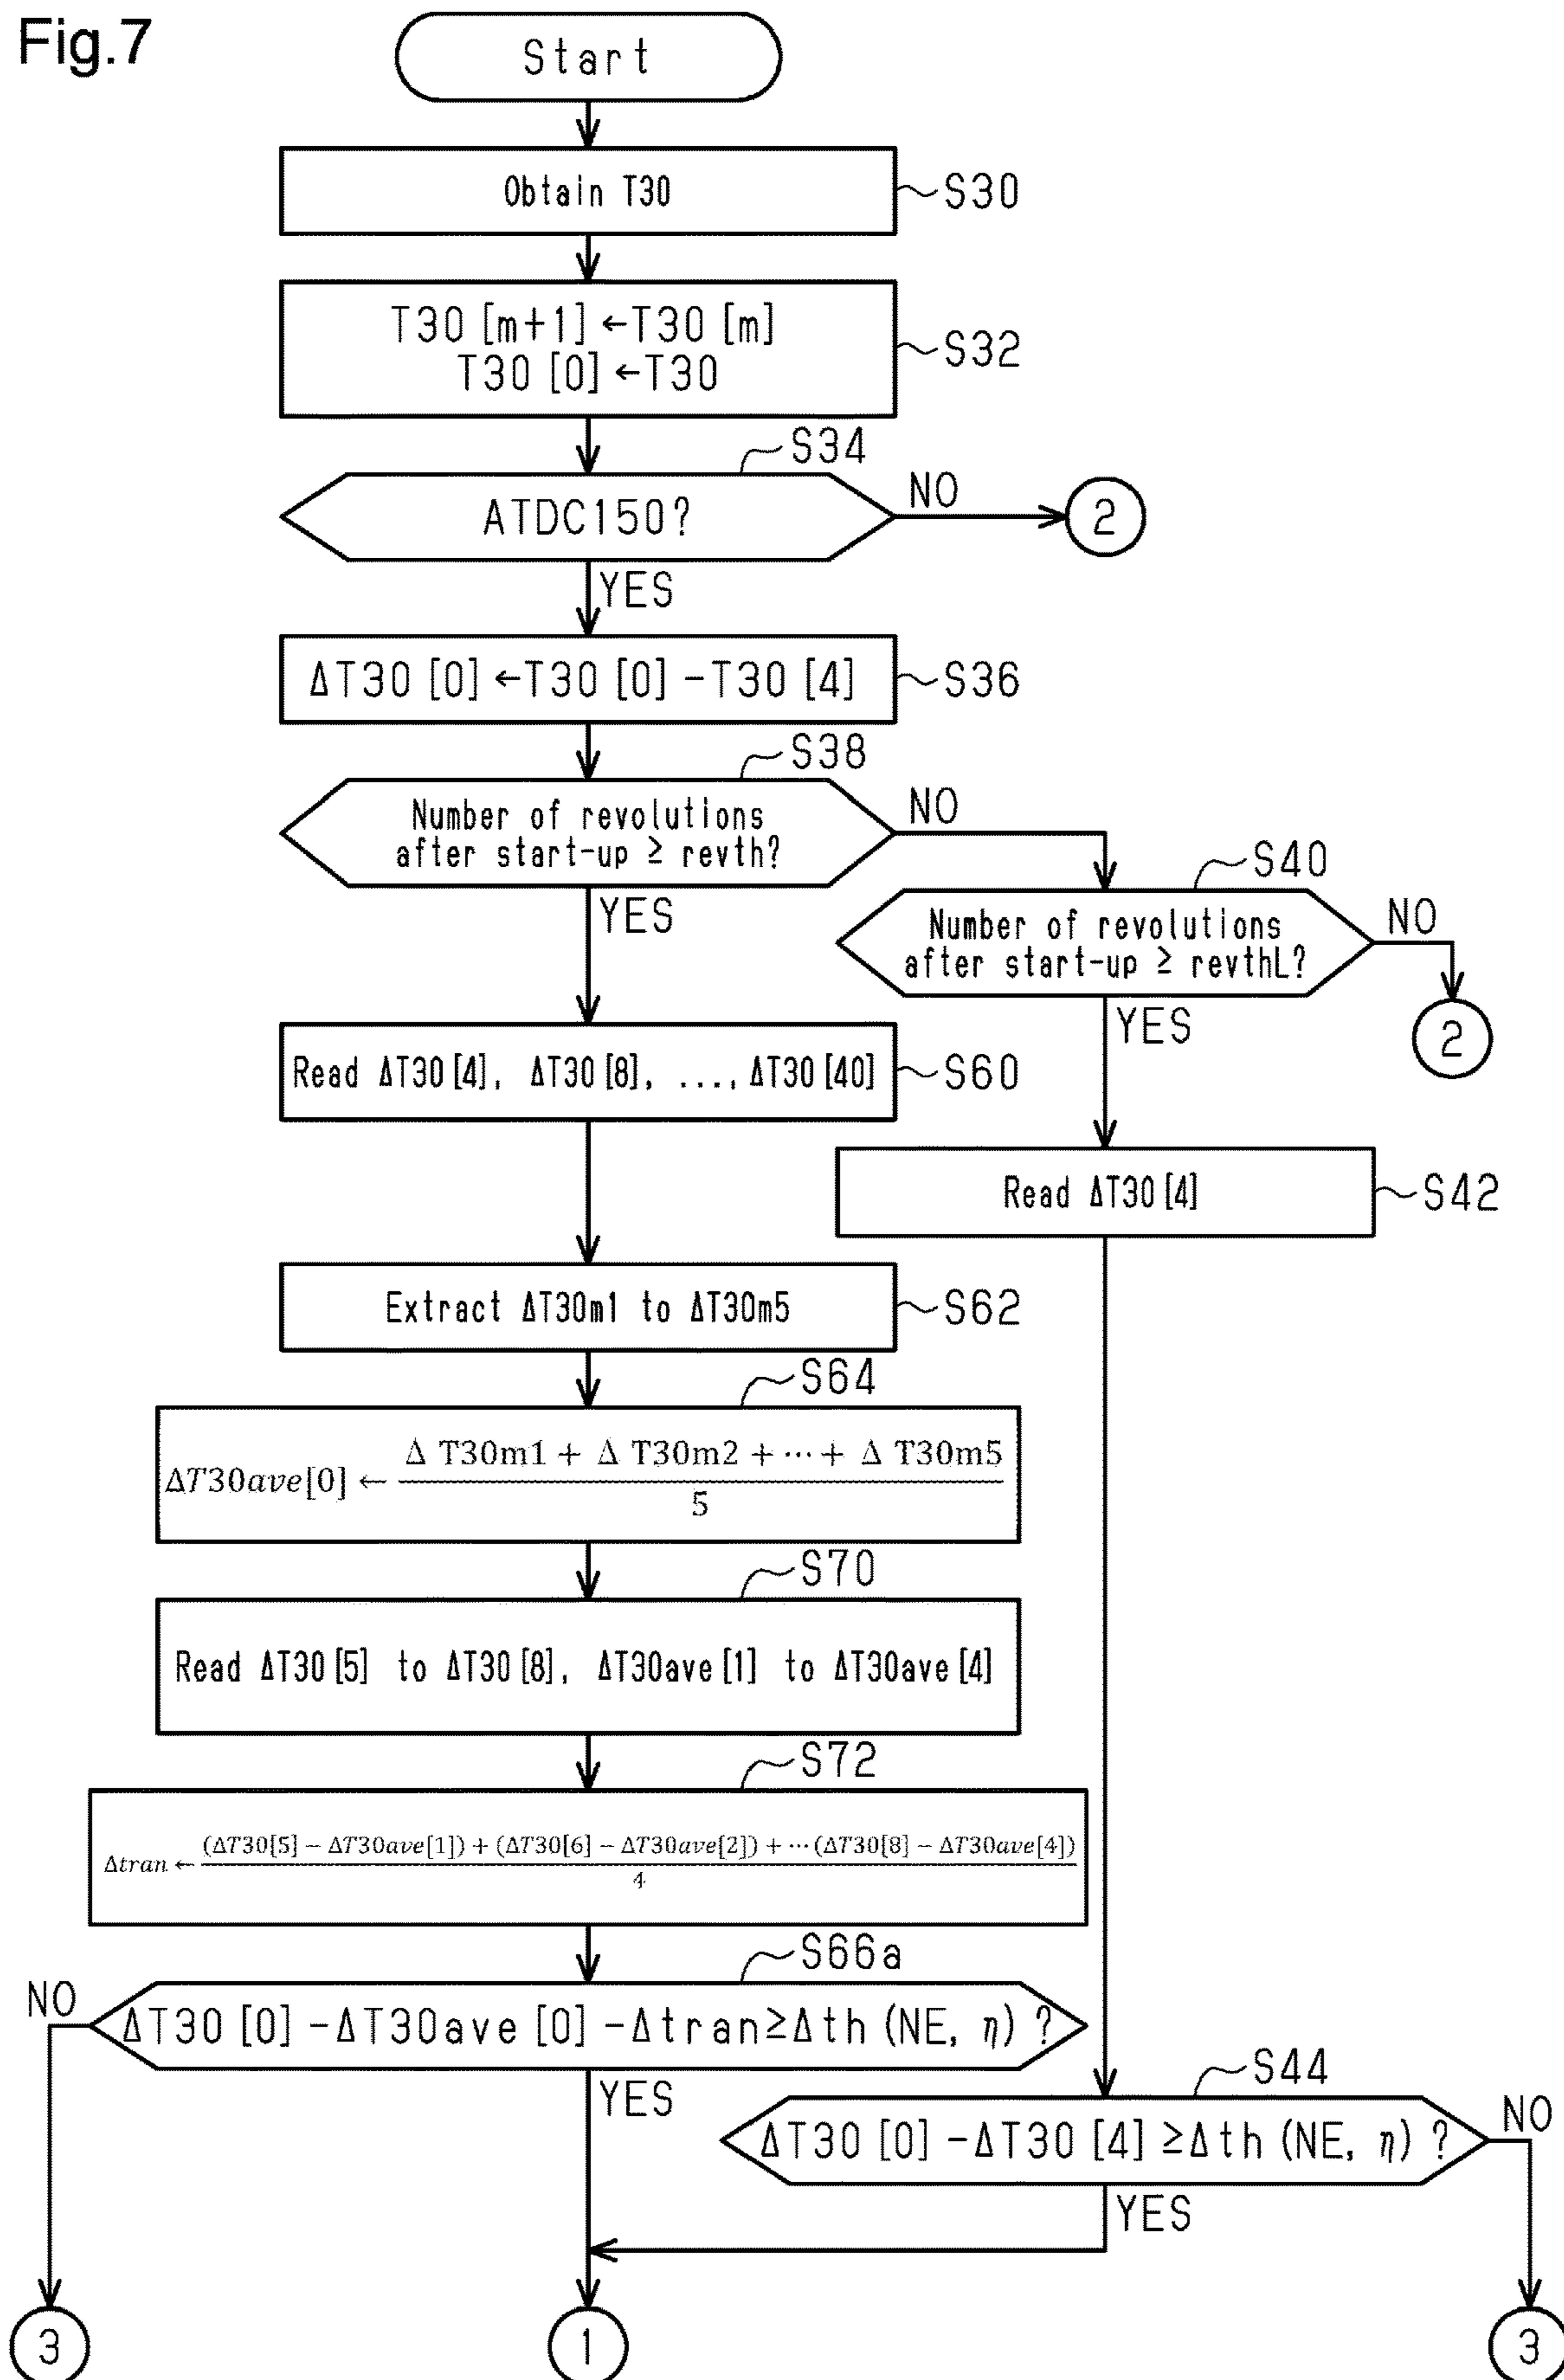 Fig.7
Start
Obtain T30
S30
T30 [m+1] ←T30 [m]
T30 [0] ←T30
S32
S34
ATDC150?
NO
2
YES
ΔT30 [0] ←T30 [0] −T30 [4]
S36
S38
Number of revolutions
after start-up ≥ revth?
NO
YES
S40
Number of revolutions
after start-up ≥ revthL?
NO
2
YES
Read ΔT30[4], ΔT30[8], ..., ΔT30[40]
S60
Read ΔT30[4]
S42
Extract ΔT30m1 to ΔT30m5
S62
S64
ΔT30ave[0] ← (Δ T30m1 + Δ T30m2 + ⋯ + Δ T30m5)/5
S70
Read ΔT30[5] to ΔT30[8], ΔT30ave[1] to ΔT30ave[4]
S72
Δtran ← ((ΔT30[5] − ΔT30ave[1]) + (ΔT30[6] − ΔT30ave[2]) + ⋯ (ΔT30[8] − ΔT30ave[4]))/4
S66a
ΔT30 [0] −ΔT30ave [0] −Δtran≥Δth (NE, η) ?
NO
YES
S44
ΔT30 [0] −ΔT30 [4] ≥Δth (NE, η) ?
NO
YES
3
1
3